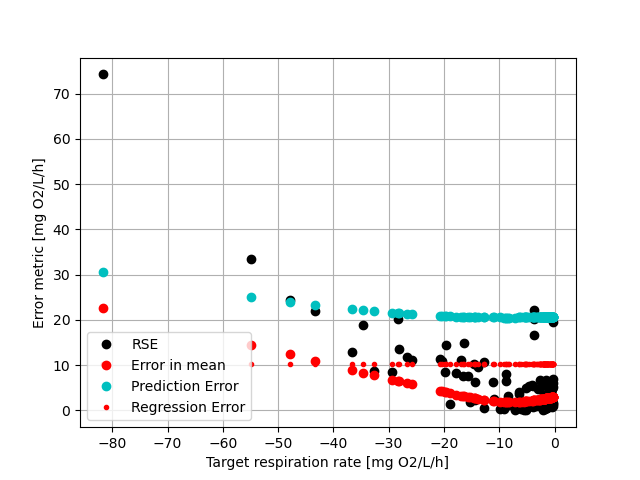 70
60
50
40
30
20
10
0
Error metric [mg O2/L/h]
RSE
Error in mean
Prediction Error
Regression Error
−80 −70 −60 −50 −40 −30 −20 −10 0
Target respiration rate [mg O2/L/h]